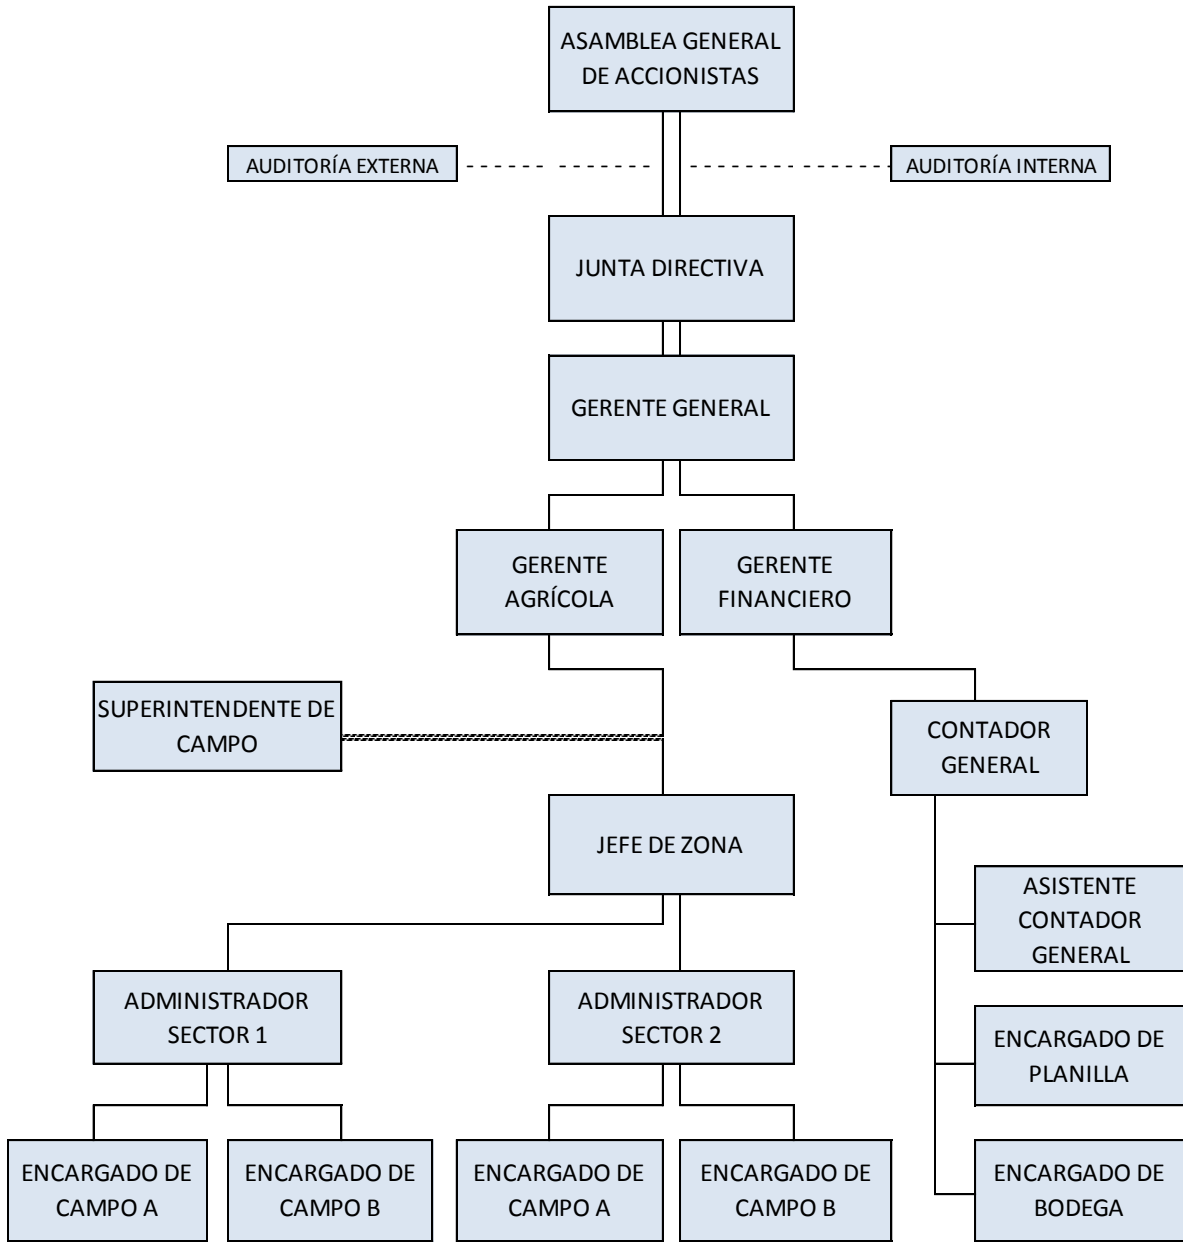 ASAMBLEA GENERAL
DE ACCIONISTAS
AUDITORÍA EXTERNA
AUDITORÍA INTERNA
JUNTA DIRECTIVA
GERENTE GENERAL
GERENTE
AGRÍCOLA
GERENTE
FINANCIERO
SUPERINTENDENTE DE
CAMPO
CONTADOR
GENERAL
JEFE DE ZONA
ASISTENTE
CONTADOR
GENERAL
ADMINISTRADOR
SECTOR 1
ADMINISTRADOR
SECTOR 2
ENCARGADO DE
PLANILLA
ENCARGADO DE
CAMPO A
ENCARGADO DE
CAMPO B
ENCARGADO DE
CAMPO A
ENCARGADO DE
CAMPO B
ENCARGADO DE
BODEGA